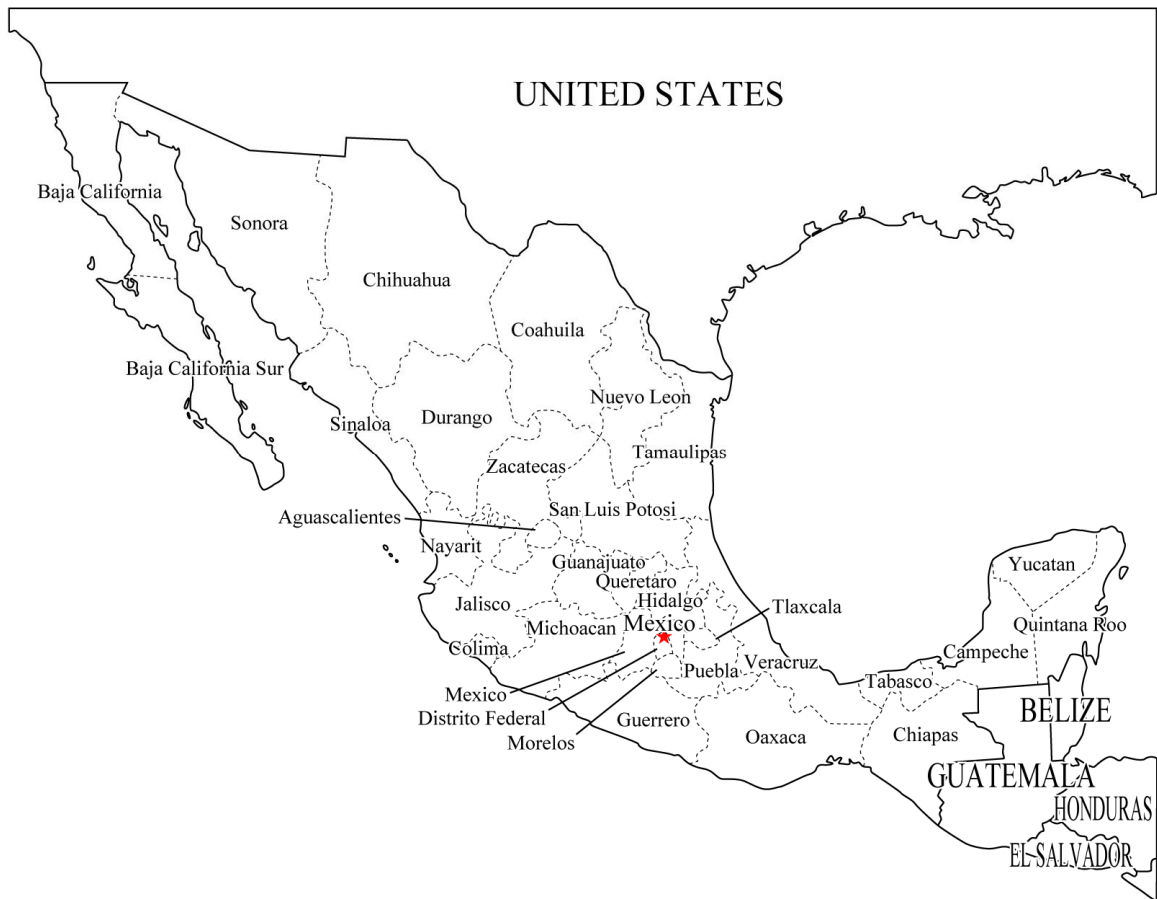 UNITED STATES
Baja California
Sonora
Chihuahua
Coahuila
Baja California Sur
Nuevo Leon
Durango
Sinaloa
Tamaulipas
Zacatecas
San Luis Potosi
Aguascalientes
Nayarit
Guanajuato
Yucatan
Queretaro
Hidalgo
Jalisco
Tlaxcala
Mexico
Michoacan
Quintana Roo
Colima
Campeche
Veracruz
Puebla
Tabasco
Mexico
Distrito Federal
Guerrero
BELIZE
Morelos
Oaxaca
Chiapas
GUATEMALA
HONDURAS
EL SALVADOR